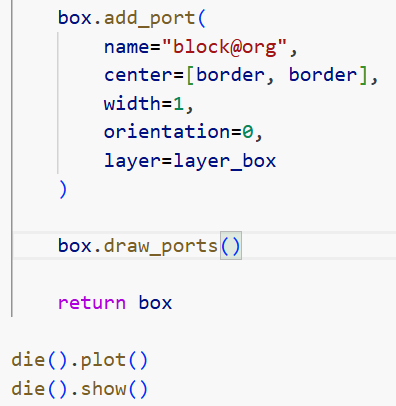 box.add_port(
name="block@org",
center=[border, border],
width=1,
orientation=0,
layer=layer_box
)
box.draw_ports()
return box
die().plot()
die().show()